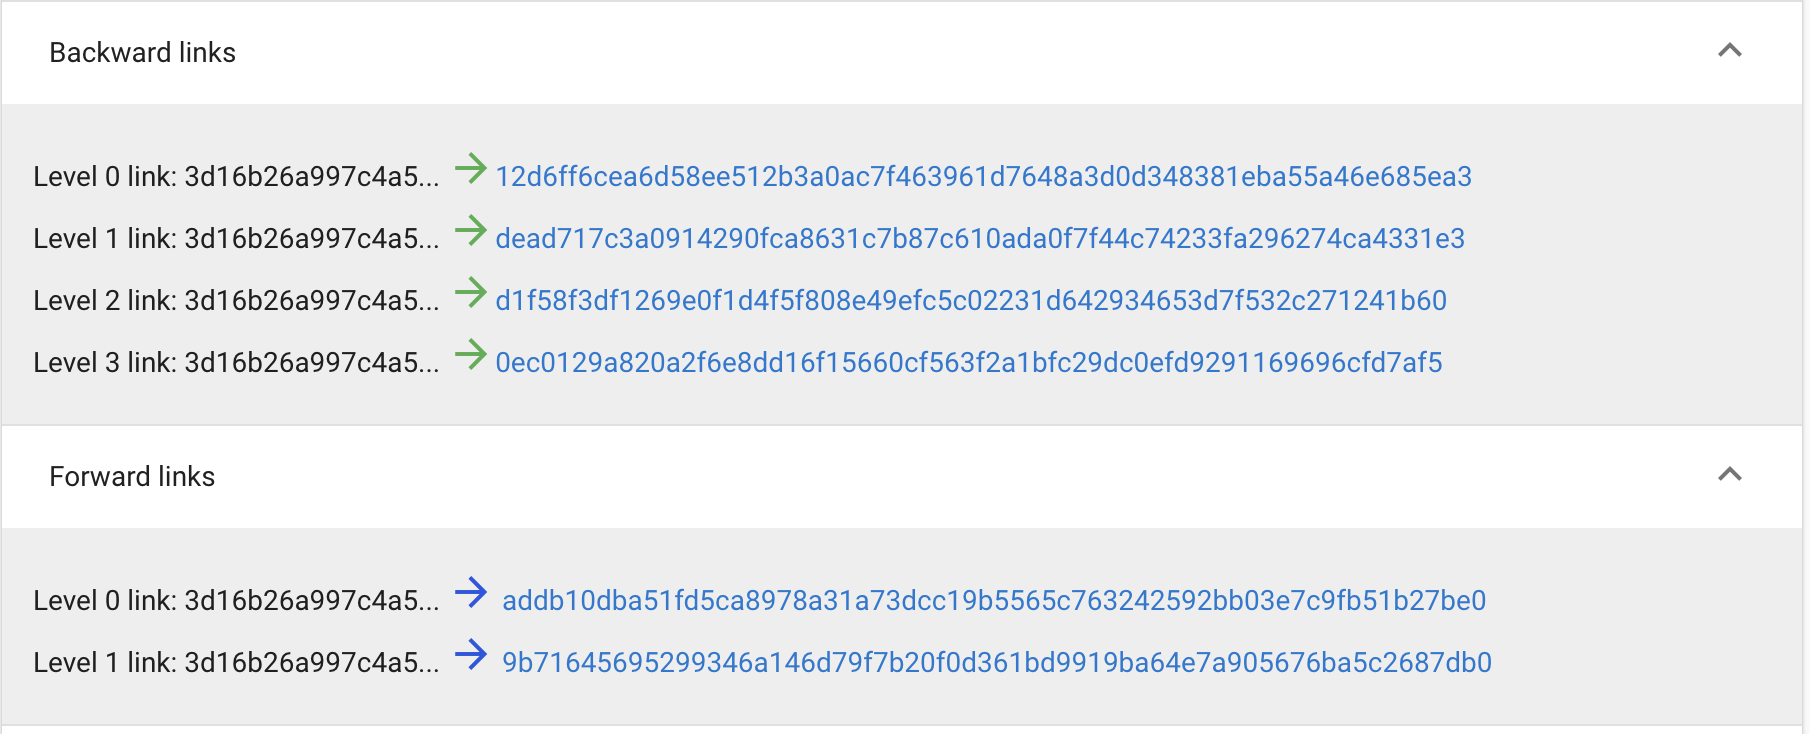 Backward links
Level 0 link: 3d16b26a997c4a5... → 12d6ff6cea6d58ee512b3a0ac7f463961d7648a3d0d348381eba55a46e685ea3
Level 1 link: 3d16b26a997c4a5... → dead717c3a0914290fca8631c7b87c610ada0f7f44c74233fa296274ca4331e3
Level 2 link: 3d16b26a997c4a5... → d1f58f3df1269e0f1d4f5f808e49efc5c02231d642934653d7f532c271241b60
Level 3 link: 3d16b26a997c4a5... → 0ec0129a820a2f6e8dd16f15660cf563f2a1bfc29dc0efd9291169696cfd7af5
Forward links
Level 0 link: 3d16b26a997c4a5... → addb10dba51fd5ca8978a31a73dcc19b5565c763242592bb03e7c9fb51b27be0
Level 1 link: 3d16b26a997c4a5... → 9b71645695299346a146d79f7b20f0d361bd9919ba64e7a905676ba5c2687db0